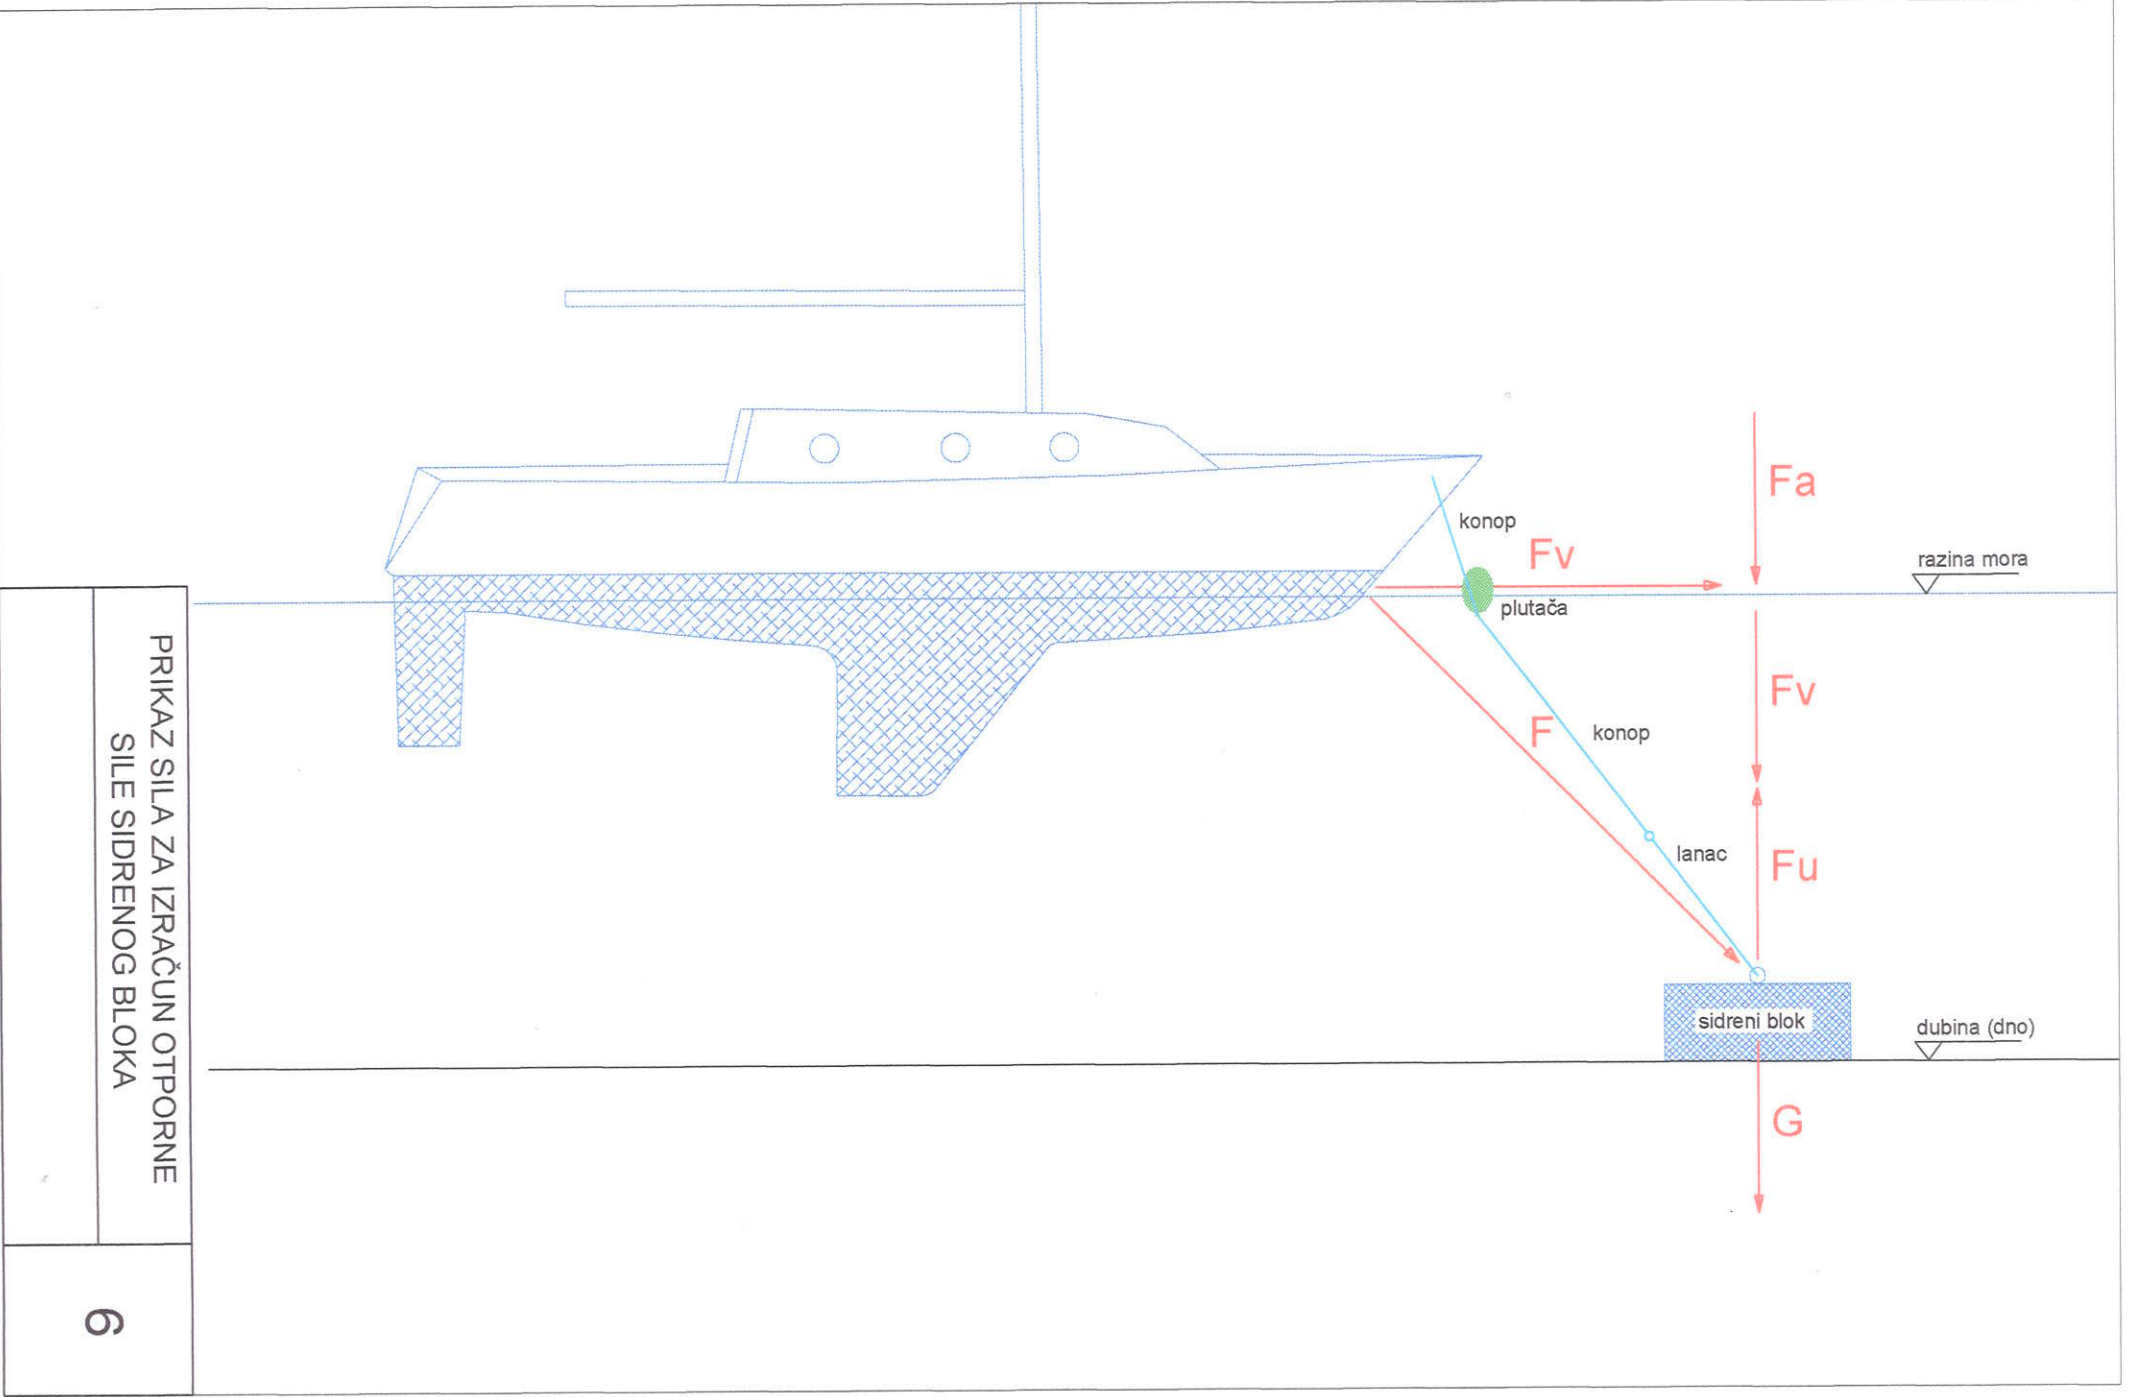 Fa
konop
Fv
razina mora
plutača
Fv
F
konop
lanac
Fu
sidreni blok
dubina (dno)
G
PRIKAZ SILA ZA IZRAČUN OTPORNE
SILE SIDRENOG BLOKA
6